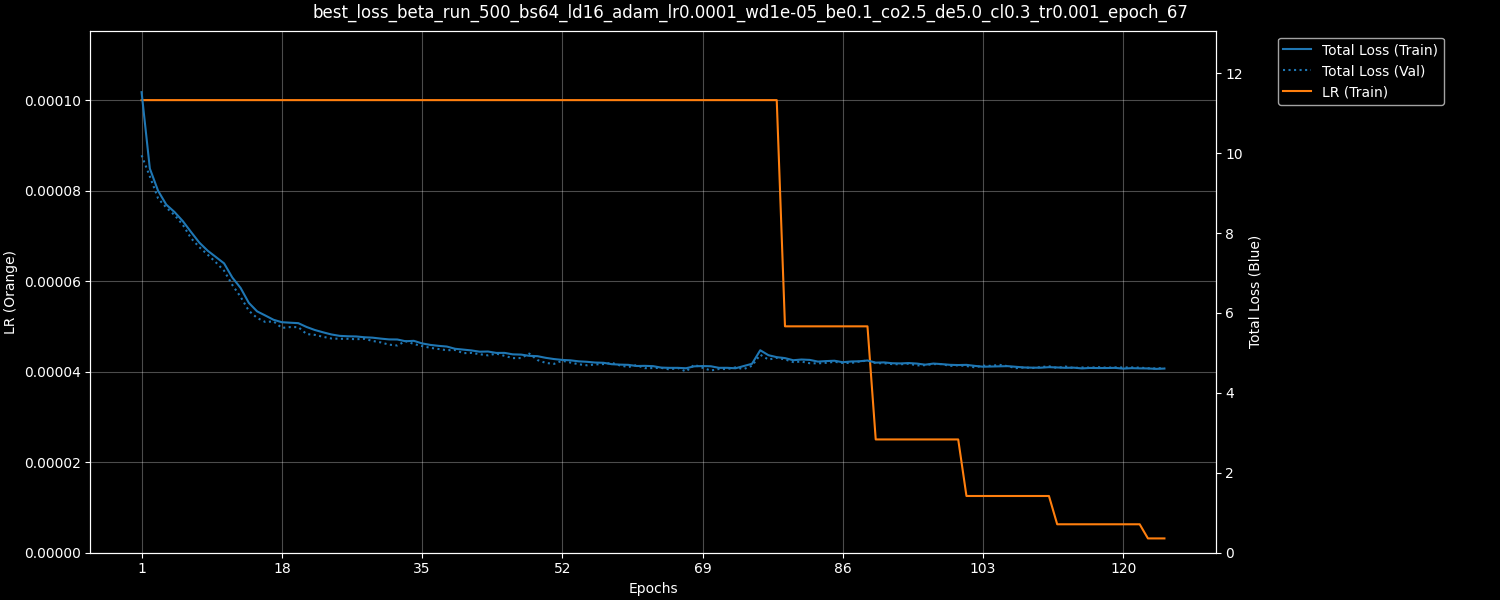 best_loss_beta_run_500_bs64_ld16_adam_lr0.0001_wd1e-05_be0.1_co2.5_de5.0_cl0.3_tr0.001_epoch_67
Total Loss (Train)
Total Loss (Val)
LR (Train)
LR (Orange)
0.00010
0.00008
0.00006
0.00004
0.00002
0.00000
12
10
8
6
4
2
0
Total Loss (Blue)
1 18 35 52 69 86 103 120
Epochs